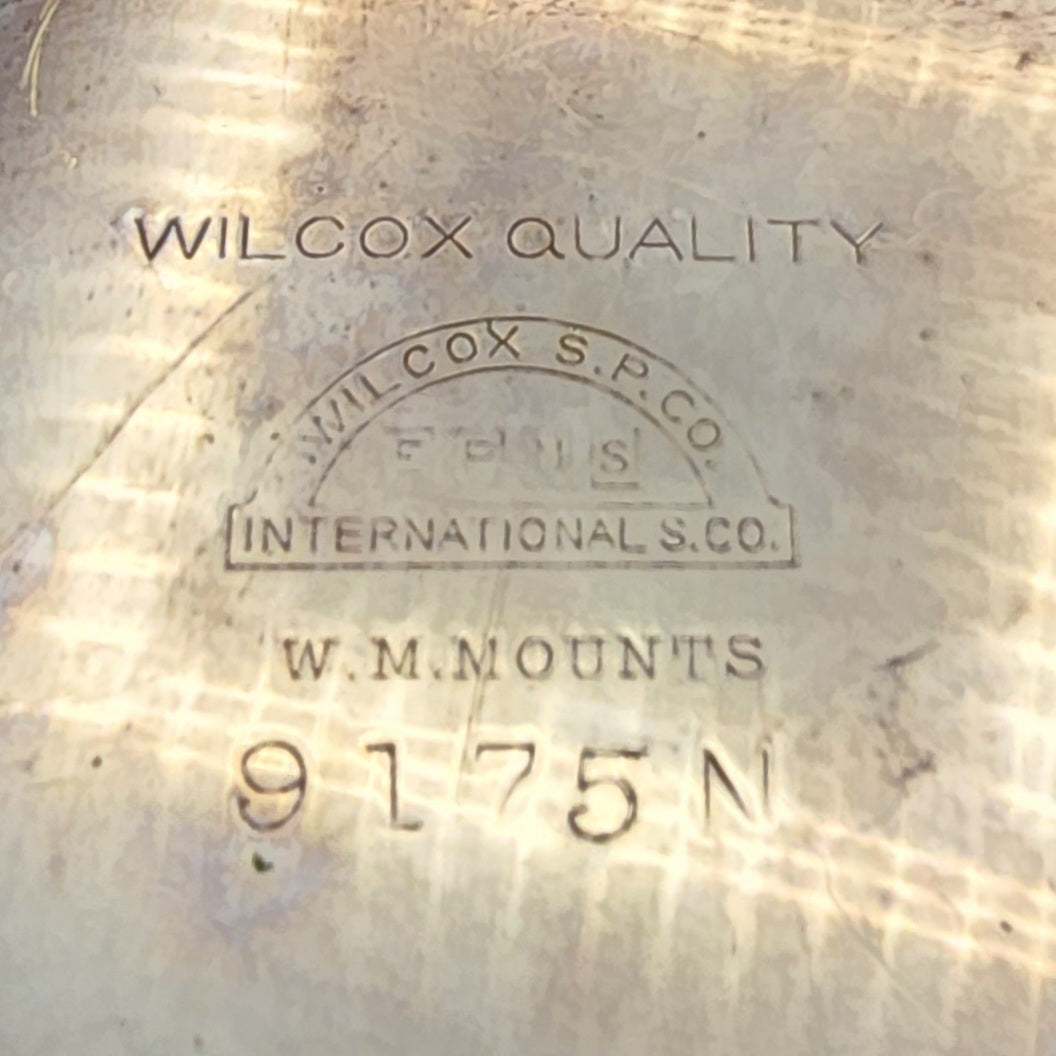 WILCOX QUALITY
WILCOX S.P.CO.
INTERNATIONAL S.CO.
W.M.MOUNTS
9175N